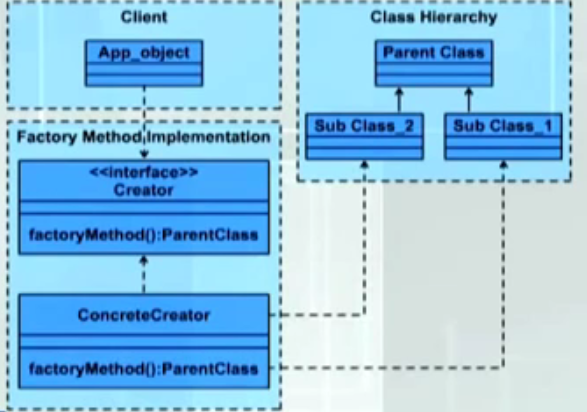 Client
App_object
Factory Method Implementation
<<interface>>
Creator
factoryMethod():ParentClass
ConcreteCreator
factoryMethod():ParentClass
Class Hierarchy
Parent Class
Sub Class_2
Sub Class_1